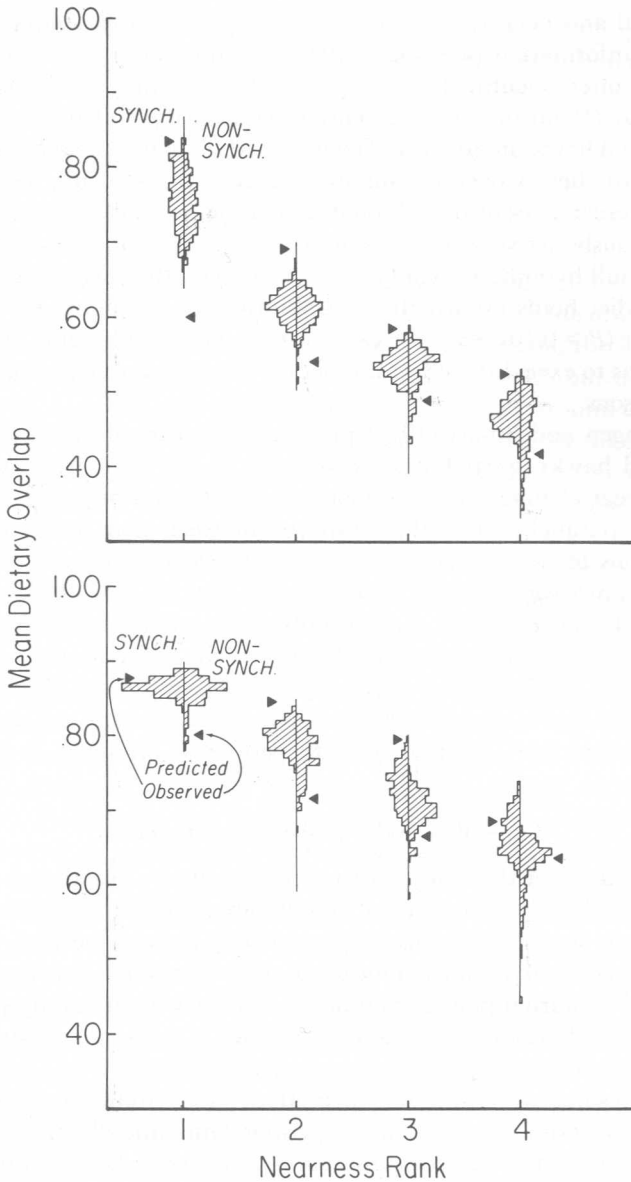 1.00
SYNCH.
NON-
SYNCH.
.80
.60
.40
Mean Dietary Overlap
1.00
SYNCH.
NON-
SYNCH.
.80
Predicted
Observed
.60
.40
1 2 3 4
Nearness Rank